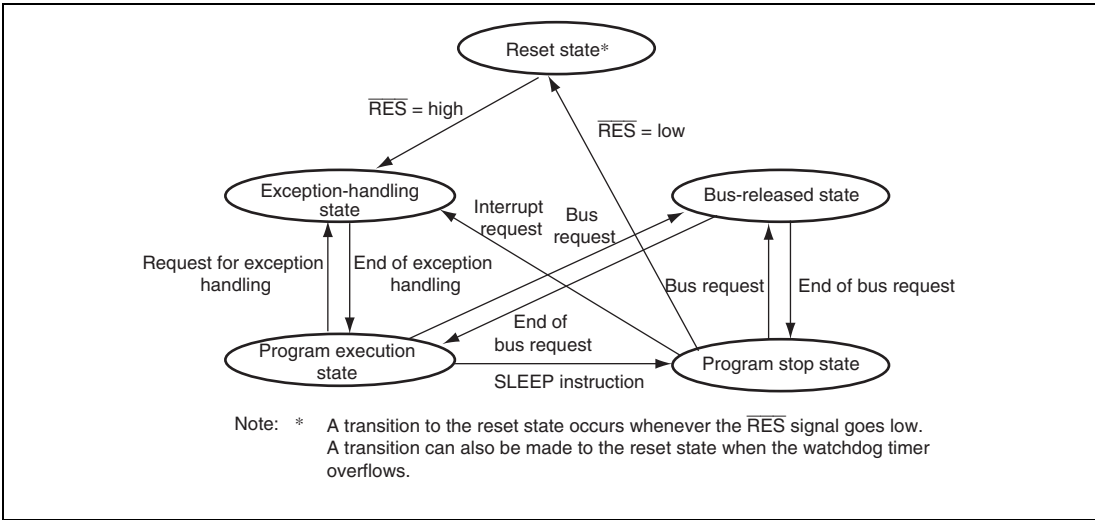 Reset state*
R̅E̅S̅ = high
R̅E̅S̅ = low
Exception-handling
state
Bus-released state
Interrupt
request
Bus
request
Request for exception
handling
End of exception
handling
Bus request
End of bus request
End of
bus request
Program execution
state
Program stop state
SLEEP instruction
Note: * A transition to the reset state occurs whenever the R̅E̅S̅ signal goes low.
A transition can also be made to the reset state when the watchdog timer
overflows.